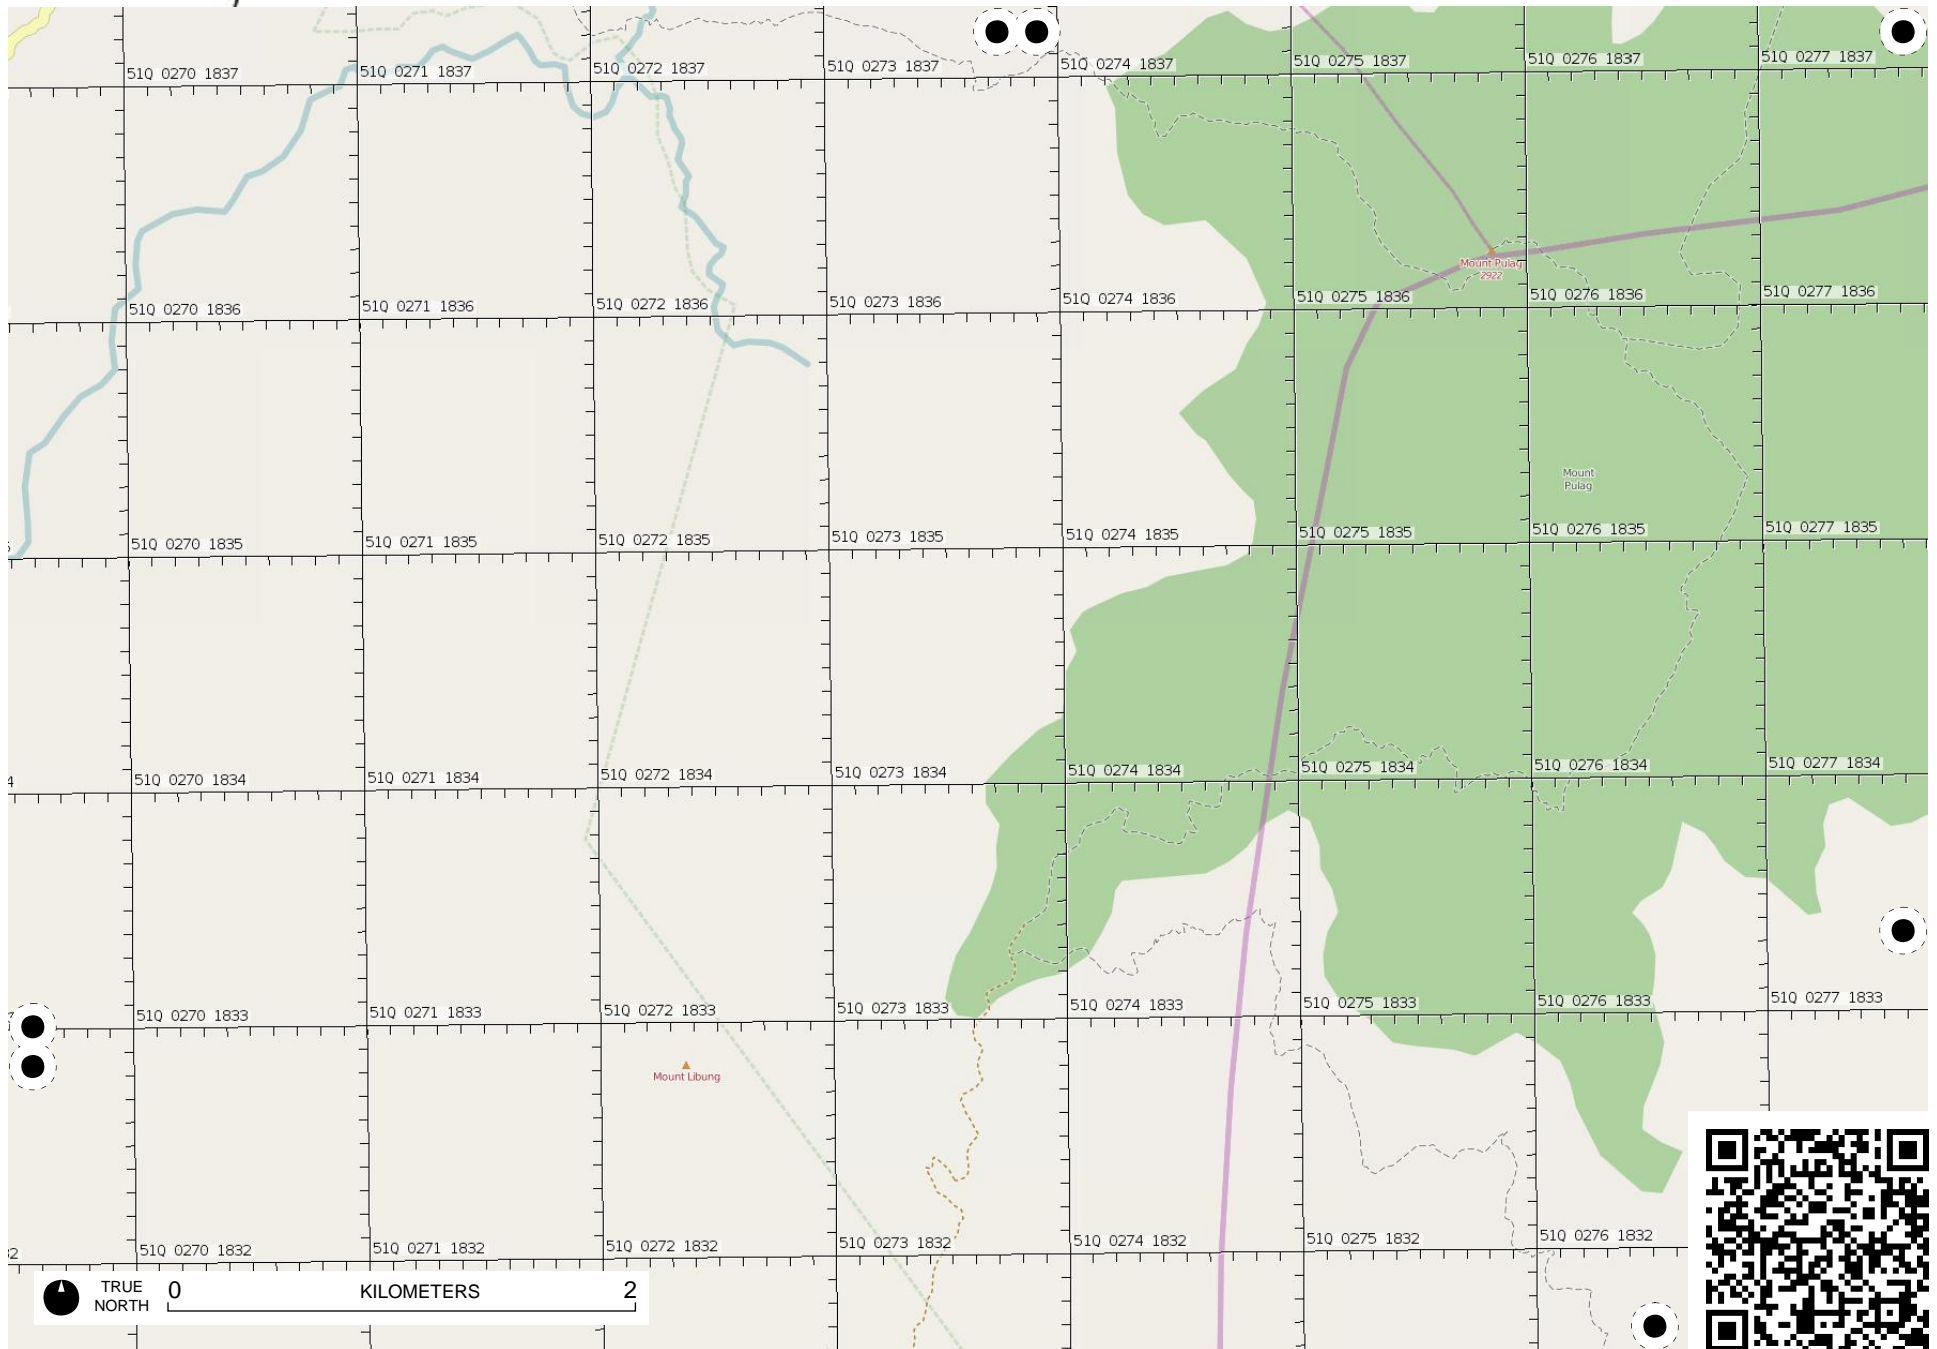 51Q 0270 1837
51Q 0271 1837
51Q 0272 1837
51Q 0273 1837
51Q 0274 1837
51Q 0275 1837
51Q 0276 1837
51Q 0277 1837
Mount Pulag
2922
51Q 0270 1836
51Q 0271 1836
51Q 0272 1836
51Q 0273 1836
51Q 0274 1836
51Q 0275 1836
51Q 0276 1836
51Q 0277 1836
Mount
Pulag
51Q 0270 1835
51Q 0271 1835
51Q 0272 1835
51Q 0273 1835
51Q 0274 1835
51Q 0275 1835
51Q 0276 1835
51Q 0277 1835
4
51Q 0270 1834
51Q 0271 1834
51Q 0272 1834
51Q 0273 1834
51Q 0274 1834
51Q 0275 1834
51Q 0276 1834
51Q 0277 1834
51Q 0270 1833
51Q 0271 1833
51Q 0272 1833
51Q 0273 1833
51Q 0274 1833
51Q 0275 1833
51Q 0276 1833
51Q 0277 1833
Mount Libung
51Q 0270 1832
51Q 0271 1832
51Q 0272 1832
51Q 0273 1832
51Q 0274 1832
51Q 0275 1832
51Q 0276 1832
TRUE
NORTH
0 KILOMETERS 2